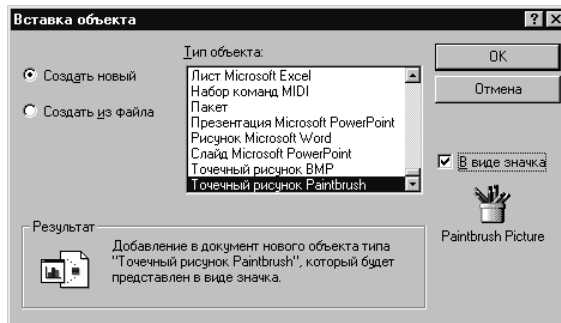 Вставка объекта
Тип объекта:
Создать новый
Создать из файла
Лист Microsoft Excel
Набор команд MIDI
Пакет
Презентация Microsoft PowerPoint
Рисунок Microsoft Word
Слайд Microsoft PowerPoint
Точечный рисунок BMP
Точечный рисунок Paintbrush
OK
Отмена
В виде значка
Paintbrush Picture
Результат
Добавление в документ нового объекта типа
"Точечный рисунок Paintbrush", который будет
представлен в виде значка.